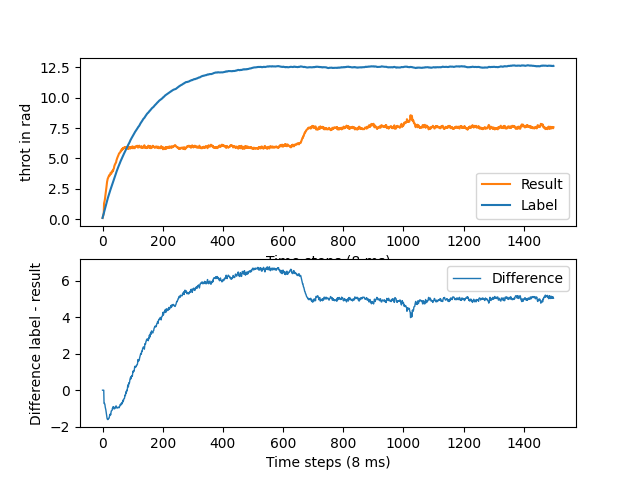 throt in rad
12.5
10.0
7.5
5.0
2.5
0.0
Result
Label
0 200 400 600 800 1000 1200 1400
Time steps (8 ms)
Difference label - result
6
4
2
0
−2
Difference
0 200 400 600 800 1000 1200 1400
Time steps (8 ms)